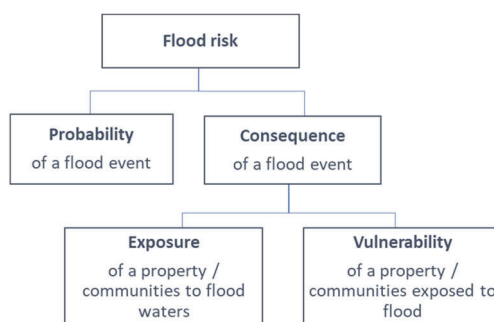 Flood risk
Probability
of a flood event
Consequence
of a flood event
Exposure
of a property /
communities to flood
waters
Vulnerability
of a property /
communities exposed to
flood